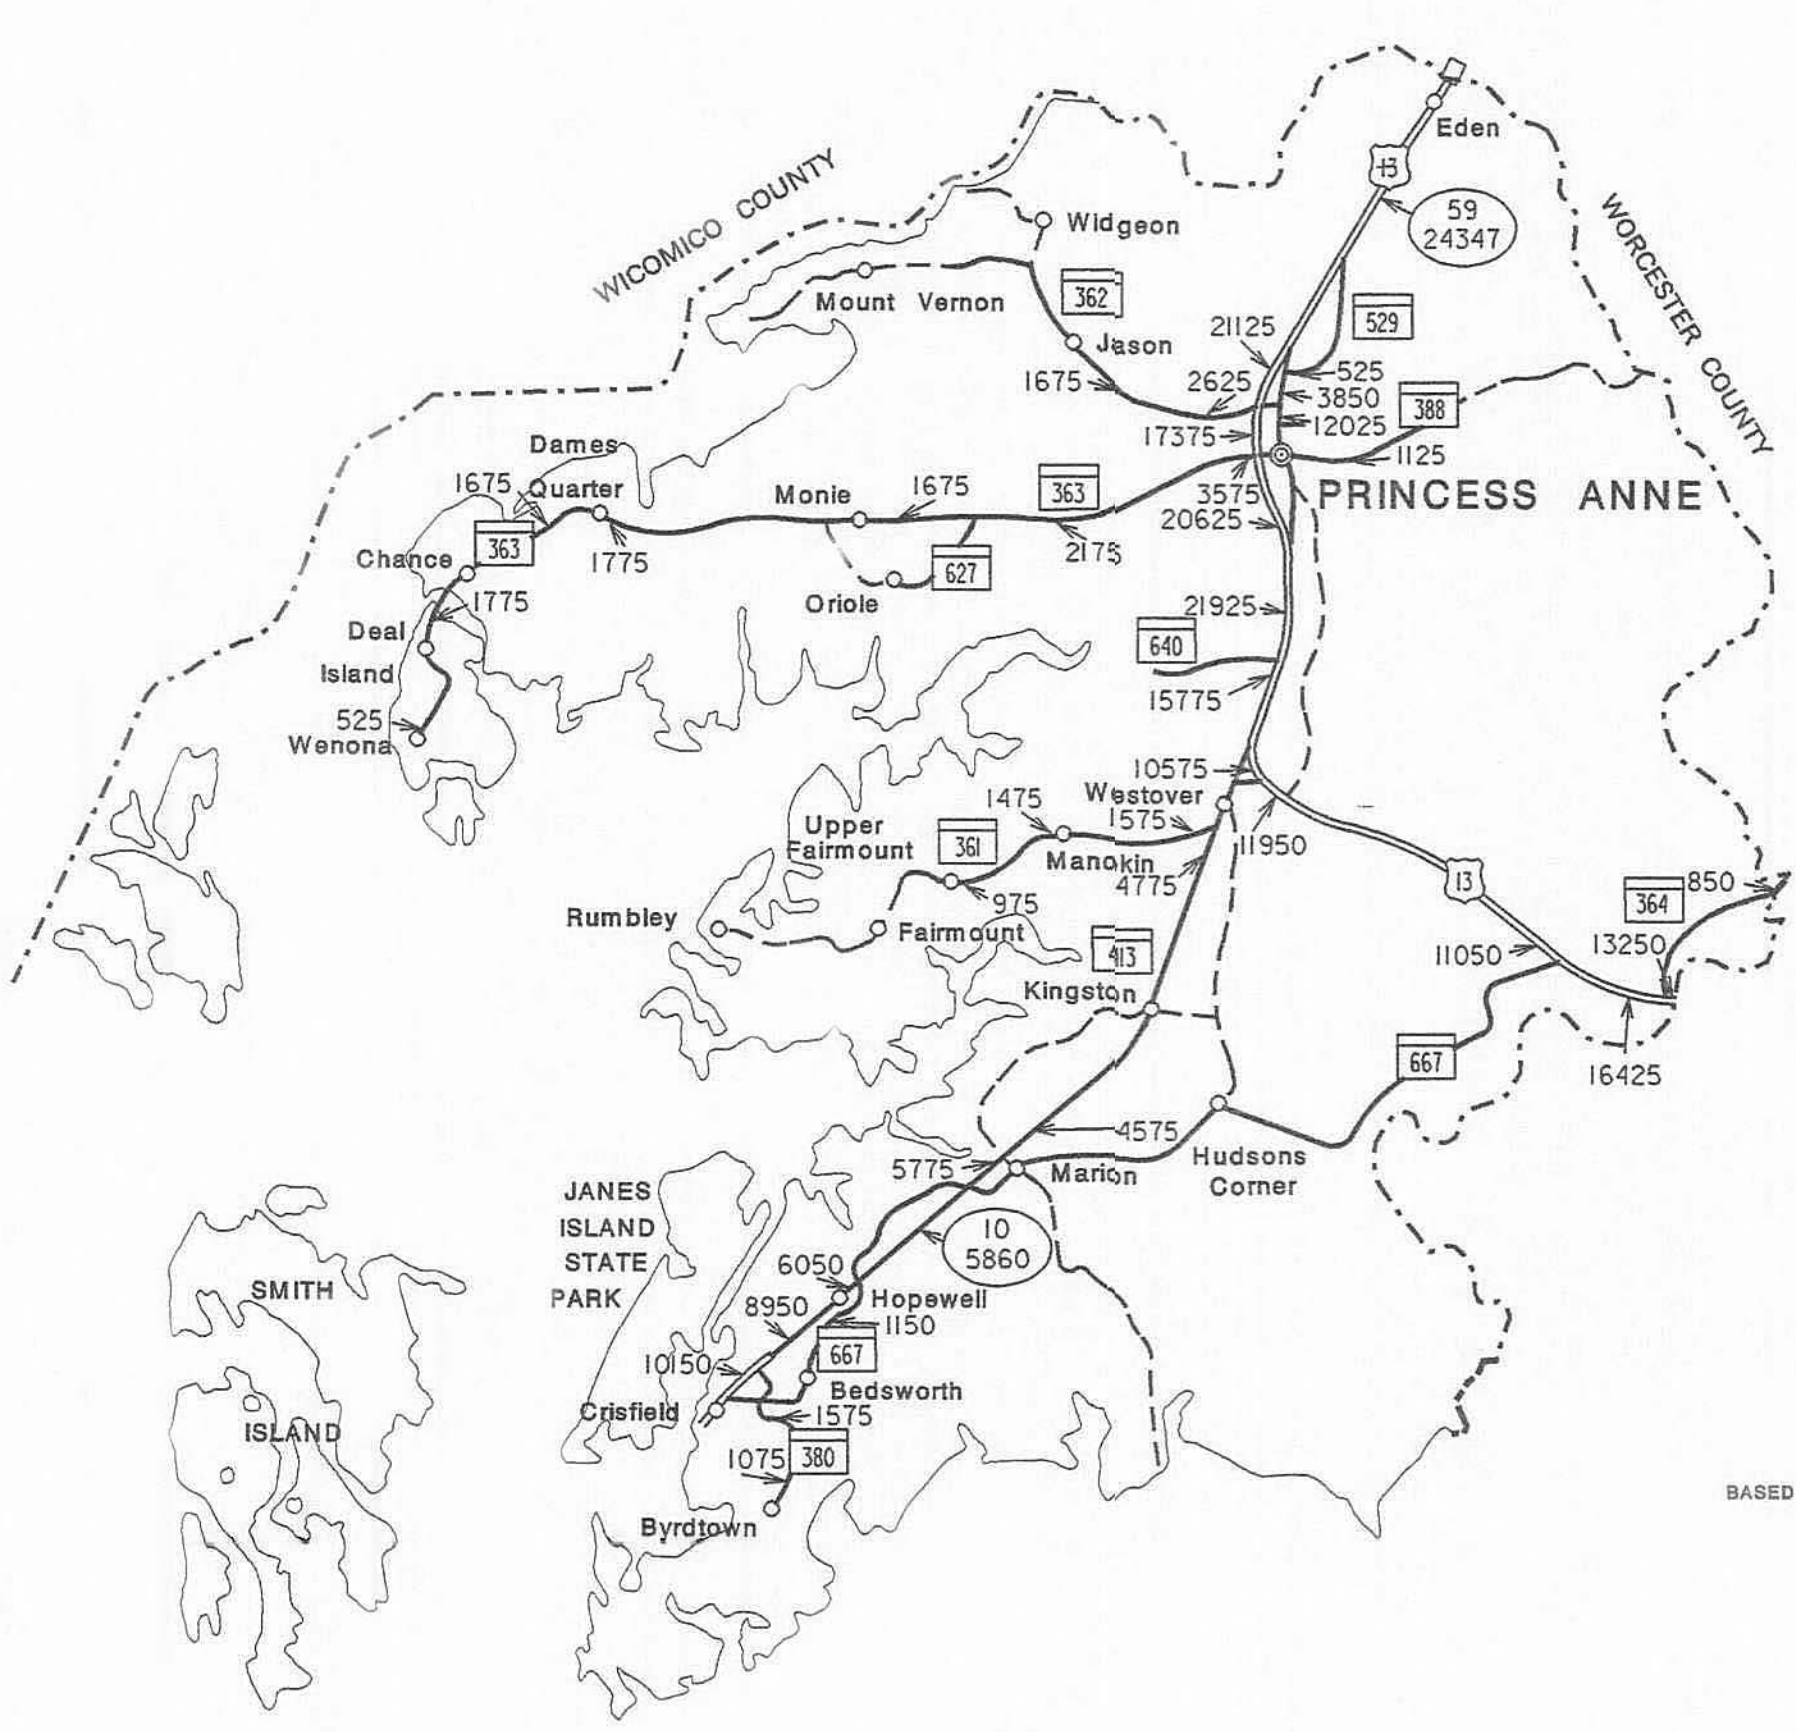 Eden
13
59
24347
WICOMICO COUNTY
WORCESTER COUNTY
Widgeon
Mount Vernon
362
Jason
529
21125
1675
2625
525
3850
388
12025
17375
1125
Dames
Quarter
1675
Monie
1675
363
3575
PRINCESS ANNE
20625
363
1775
2175
Chance
627
Oriole
1775
21925
Deal
Island
640
15775
525
Wenona
10575
Westover
1475
1575
Upper
Fairmount
361
11950
Manokin
4775
975
13
364
850
Rumbley
Fairmount
413
13250
11050
Kingston
667
16425
4575
5775
Marion
Hudsons
Corner
JANES
ISLAND
STATE
PARK
10
5860
6050
SMITH
Hopewell
8950
1150
667
10150
Bedsworth
Crisfield
1575
ISLAND
1075
380
Byrdtown
BASED